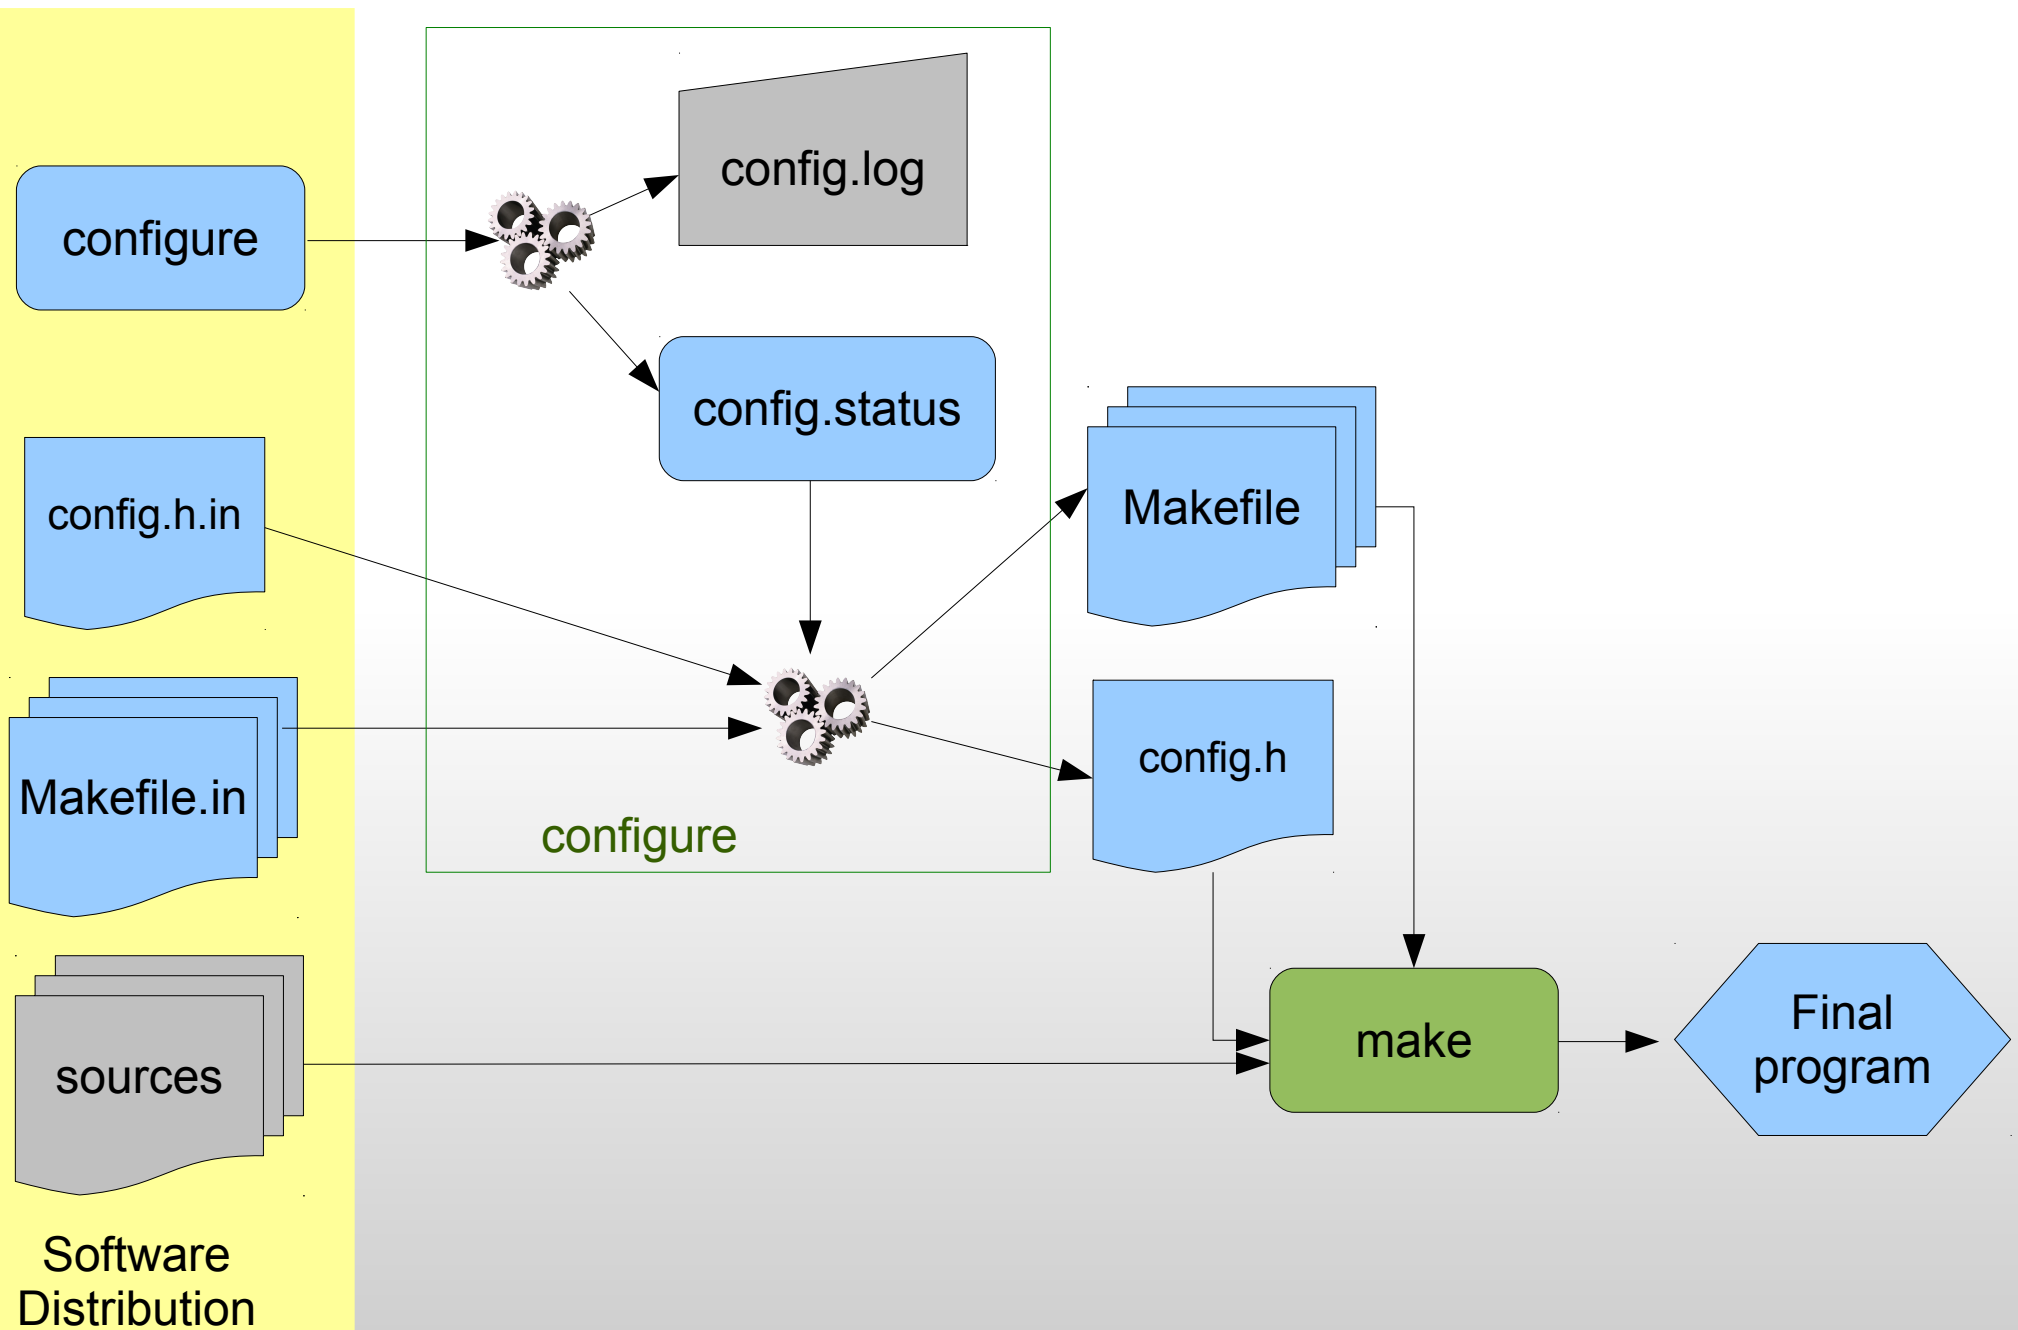 configure
config.h.in
Makefile.in
sources
Software
Distribution
config.log
config.status
configure
Makefile
config.h
make
Final
program